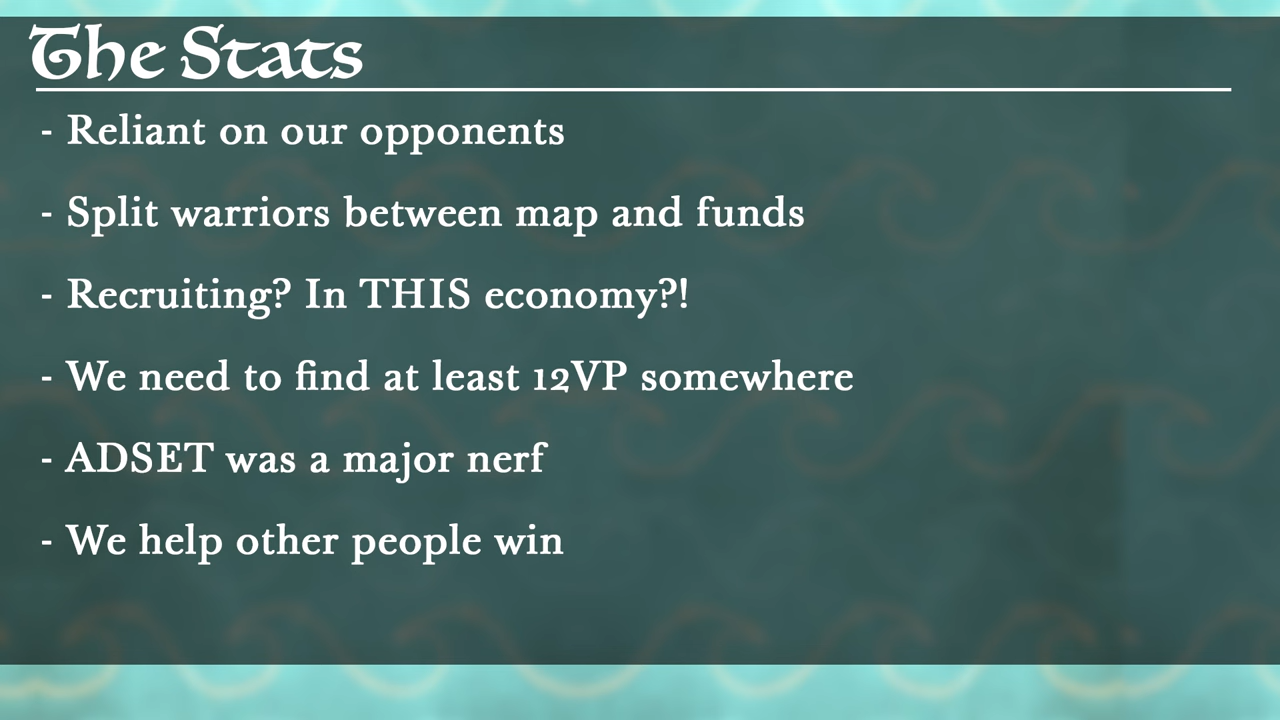 The Stats
- Reliant on our opponents
- Split warriors between map and funds
- Recruiting? In THIS economy?!
- We need to find at least 12VP somewhere
- ADSET was a major nerf
- We help other people win